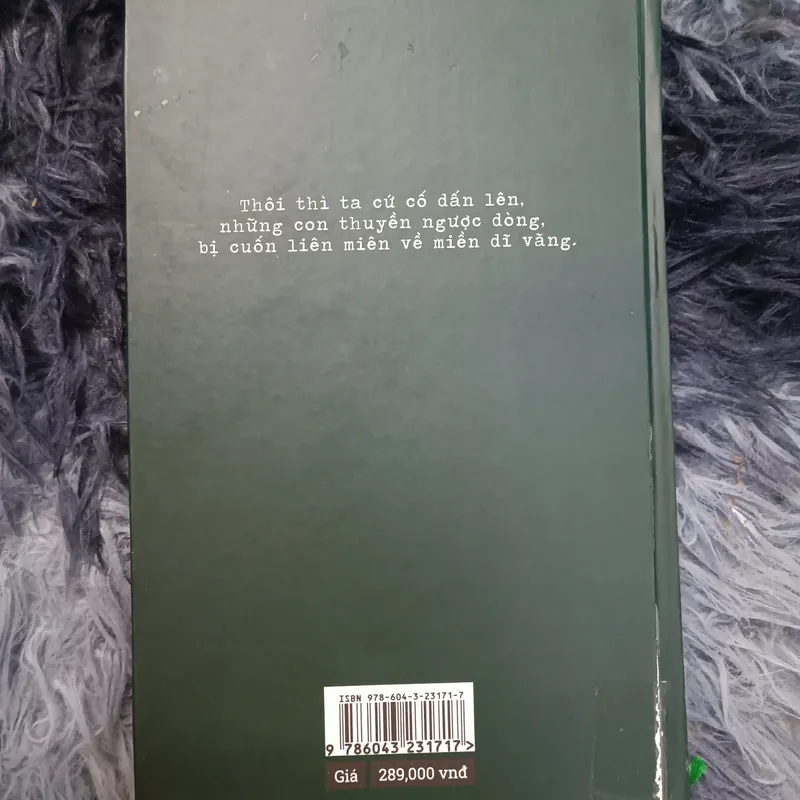 Thôi thì ta cứ cố dấn lên,
những con thuyền ngược dòng,
bị cuốn liên miên về miền dĩ vãng.
ISBN 978-604-3-23171-7
9 786043 231717>
Giá 289,000 vnđ